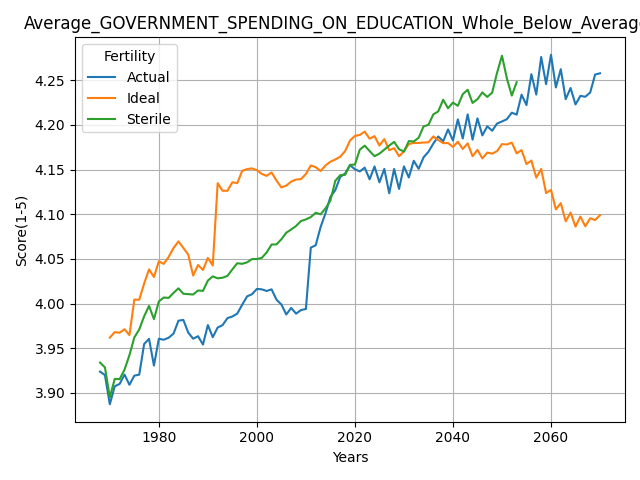 Average_GOVERNMENT_SPENDING_ON_EDUCATION_Whole_Below_Average
Fertility
Actual
Ideal
Sterile
Score(1-5)
4.25
4.20
4.15
4.10
4.05
4.00
3.95
3.90
1980 2000 2020 2040 2060
Years